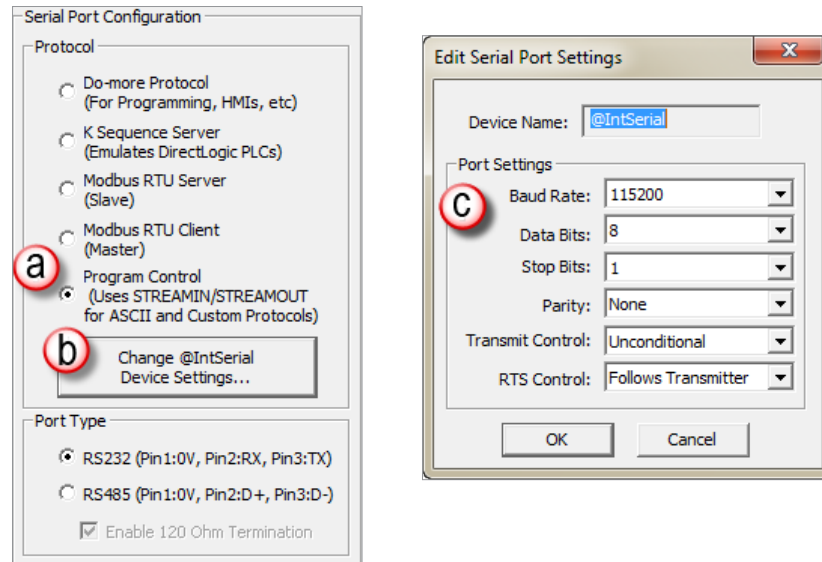 Serial Port Configuration
Protocol
Do-more Protocol
(For Programming, HMIs, etc)
K Sequence Server
(Emulates DirectLogic PLCs)
Modbus RTU Server
(Slave)
Modbus RTU Client
(Master)
a
Program Control
(Uses STREAMIN/STREAMOUT
for ASCII and Custom Protocols)
b
Change @IntSerial
Device Settings...
Port Type
RS232 (Pin1:0V, Pin2:RX, Pin3:TX)
RS485 (Pin1:0V, Pin2:D+, Pin3:D-)
Enable 120 Ohm Termination
Edit Serial Port Settings
Device Name: @IntSerial
Port Settings
c
Baud Rate: 115200
Data Bits: 8
Stop Bits: 1
Parity: None
Transmit Control: Unconditional
RTS Control: Follows Transmitter
OK Cancel